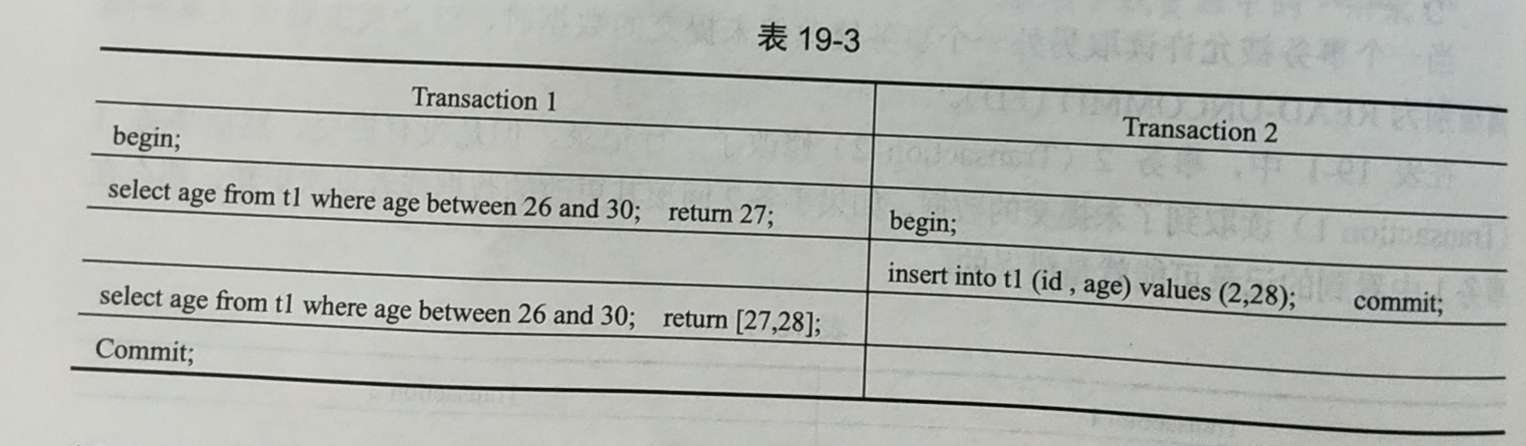 表 19-3
Transaction 1
Transaction 2
begin;
select age from t1 where age between 26 and 30; return 27;
begin;
insert into t1 (id , age) values (2,28); commit;
select age from t1 where age between 26 and 30; return [27,28];
Commit;